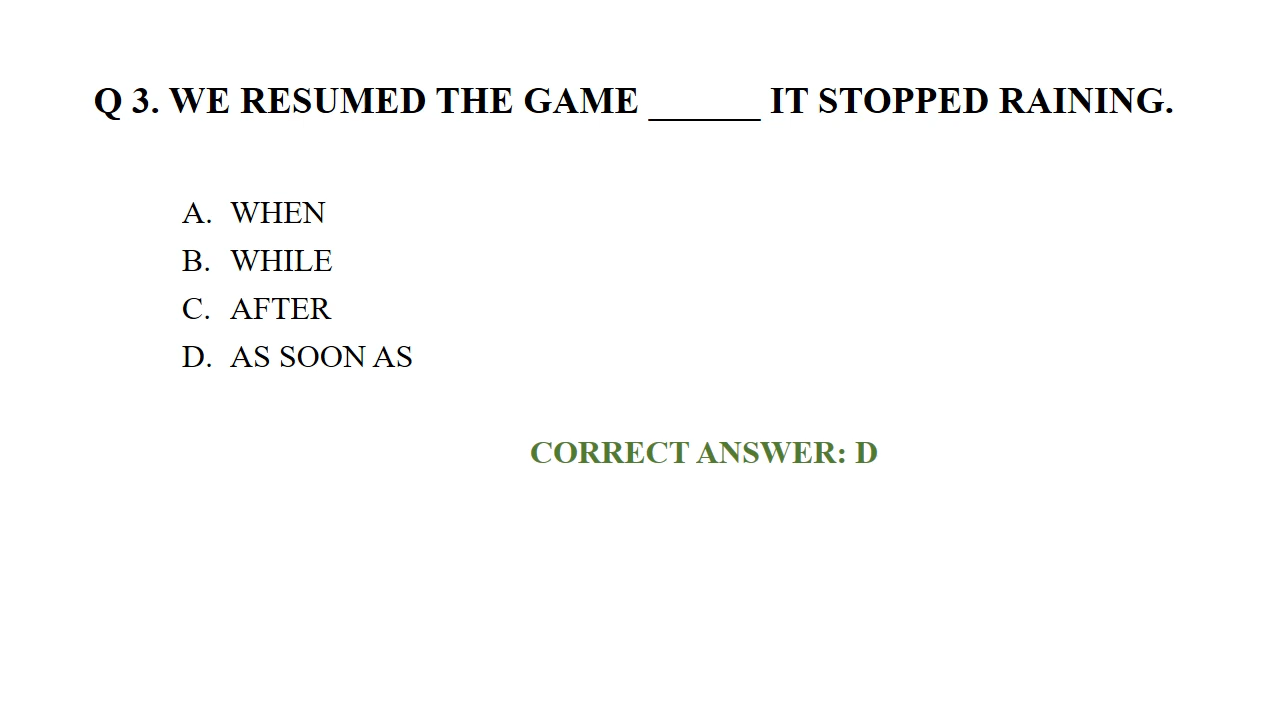 Q 3. WE RESUMED THE GAME ______ IT STOPPED RAINING.
A. WHEN
B. WHILE
C. AFTER
D. AS SOON AS
CORRECT ANSWER: D